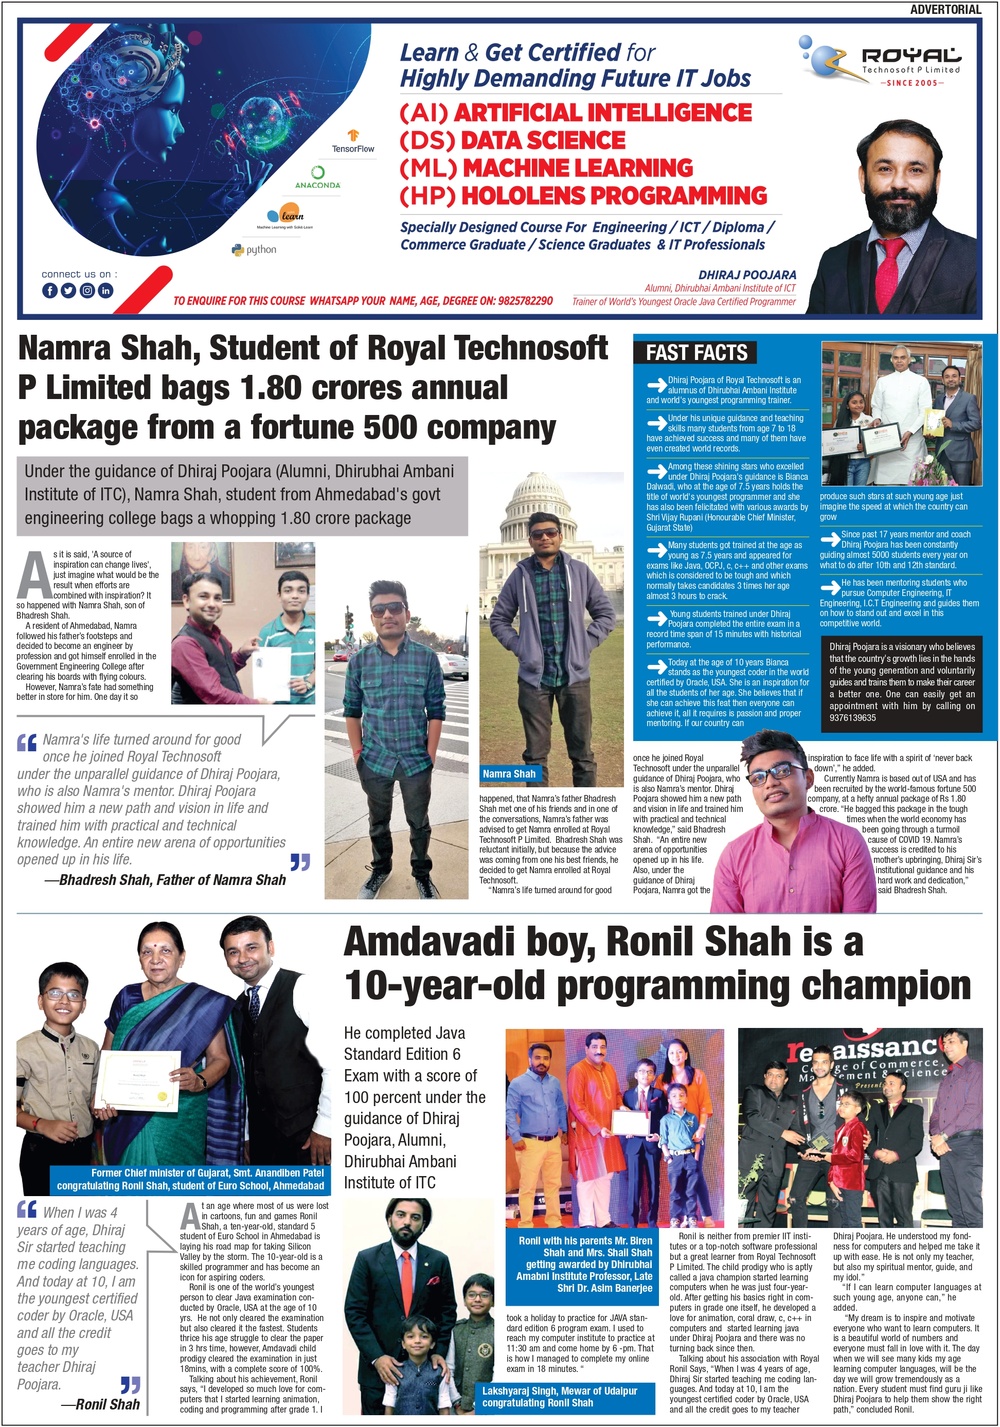 ADVERTORIAL
Learn & Get Certified for
Highly Demanding Future IT Jobs
(AI) ARTIFICIAL INTELLIGENCE
(DS) DATA SCIENCE
(ML) MACHINE LEARNING
(HP) HOLOLENS PROGRAMMING
Specially Designed Course For Engineering / ICT / Diploma /
Commerce Graduate / Science Graduates & IT Professionals
ROYAL
Technosoft P Limited
—SINCE 2005—
TensorFlow
ANACONDA
learn
Machine Learning with Scikit-Learn
python
connect us on :
DHIRAJ POOJARA
Alumni, Dhirubhai Ambani Institute of ICT
Trainer of World's Youngest Oracle Java Certified Programmer
TO ENQUIRE FOR THIS COURSE WHATSAPP YOUR NAME, AGE, DEGREE ON: 9825782290
Namra Shah, Student of Royal Technosoft
P Limited bags 1.80 crores annual
package from a fortune 500 company
Under the guidance of Dhiraj Poojara (Alumni, Dhirubhai Ambani
Institute of ITC), Namra Shah, student from Ahmedabad's govt
engineering college bags a whopping 1.80 crore package
As it is said, 'A source of
inspiration can change lives',
just imagine what would be the
result when efforts are
combined with inspiration? It
so happened with Namra Shah, son of
Bhadresh Shah.
A resident of Ahmedabad, Namra
followed his father's footsteps and
decided to become an engineer by
profession and got himself enrolled in the
Government Engineering College after
clearing his boards with flying colours.
However, Namra's fate had something
better in store for him. One day it so
“ Namra's life turned around for good
once he joined Royal Technosoft
under the unparallel guidance of Dhiraj Poojara,
who is also Namra's mentor. Dhiraj Poojara
showed him a new path and vision in life and
trained him with practical and technical
knowledge. An entire new arena of opportunities
opened up in his life. ”
—Bhadresh Shah, Father of Namra Shah
Namra Shah
happened, that Namra's father Bhadresh
Shah met one of his friends and in one of
the conversations, Namra's father was
advised to get Namra enrolled at Royal
Technosoft P Limited. Bhadresh Shah was
reluctant initially, but because the advice
was coming from one his best friends, he
decided to get Namra enrolled at Royal
Technosoft.
“Namra's life turned around for good
once he joined Royal
Technosoft under the unparallel
guidance of Dhiraj Poojara, who
is also Namra's mentor. Dhiraj
Poojara showed him a new path
and vision in life and trained him
with practical and technical
knowledge,” said Bhadresh
Shah. “An entire new
arena of opportunities
opened up in his life.
Also, under the
guidance of Dhiraj
Poojara, Namra got the
inspiration to face life with a spirit of ‘never back
down’,” he added.
Currently Namra is based out of USA and has
been recruited by the world-famous fortune 500
company, at a hefty annual package of Rs 1.80
crore. “He bagged this package in the tough
times when the world economy has
been going through a turmoil
cause of COVID 19. Namra's
success is credited to his
mother's upbringing, Dhiraj Sir's
institutional guidance and his
hard work and dedication,”
said Bhadresh Shah.
FAST FACTS
Dhiraj Poojara of Royal Technosoft is an
alumnus of Dhirubhai Ambani Institute
and world's youngest programming trainer.
Under his unique guidance and teaching
skills many students from age 7 to 18
have achieved success and many of them have
even created world records.
Among these shining stars who excelled
under Dhiraj Poojara's guidance is Bianca
Dalwadi, who at the age of 7.5 years holds the
title of world's youngest programmer and she
has also been felicitated with various awards by
Shri Vijay Rupani (Honourable Chief Minister,
Gujarat State)
Many students got trained at the age as
young as 7.5 years and appeared for
exams like Java, OCPJ, c, c++ and other exams
which is considered to be tough and which
normally takes candidates 3 times her age
almost 3 hours to crack.
Young students trained under Dhiraj
Poojara completed the entire exam in a
record time span of 15 minutes with historical
performance.
Today at the age of 10 years Bianca
stands as the youngest coder in the world
certified by Oracle, USA. She is an inspiration for
all the students of her age. She believes that if
she can achieve this feat then everyone can
achieve it, all it requires is passion and proper
mentoring. If our country can
produce such stars at such young age just
imagine the speed at which the country can
grow
Since past 17 years mentor and coach
Dhiraj Poojara has been constantly
guiding almost 5000 students every year on
what to do after 10th and 12th standard.
He has been mentoring students who
pursue Computer Engineering, IT
Engineering, I.C.T Engineering and guides them
on how to stand out and excel in this
competitive world.
Dhiraj Poojara is a visionary who believes
that the country's growth lies in the hands
of the young generation and voluntarily
guides and trains them to make their career
a better one. One can easily get an
appointment with him by calling on
9376139635
Former Chief minister of Gujarat, Smt. Anandiben Patel
congratulating Ronil Shah, student of Euro School, Ahmedabad
Amdavadi boy, Ronil Shah is a
10-year-old programming champion
He completed Java
Standard Edition 6
Exam with a score of
100 percent under the
guidance of Dhiraj
Poojara, Alumni,
Dhirubhai Ambani
Institute of ITC
“ When I was 4
years of age, Dhiraj
Sir started teaching
me coding languages.
And today at 10, I am
the youngest certified
coder by Oracle, USA
and all the credit
goes to my
teacher Dhiraj
Poojara. ”
—Ronil Shah
At an age where most of us were lost
in cartoons, fun and games Ronil
Shah, a ten-year-old, standard 5
student of Euro School in Ahmedabad is
laying his road map for taking Silicon
Valley by the storm. The 10-year-old is a
skilled programmer and has become an
icon for aspiring coders.
Ronil is one of the world's youngest
person to clear Java examination con-
ducted by Oracle, USA at the age of 10
yrs. He not only cleared the examination
but also cleared it the fastest. Students
thrice his age struggle to clear the paper
in 3 hrs time, however, Amdavadi child
prodigy cleared the examination in just
18mins, with a complete score of 100%.
Talking about his achievement, Ronil
says, “I developed so much love for com-
puters that I started learning animation,
coding and programming after grade 1. I
Ronil with his parents Mr. Biren
Shah and Mrs. Shail Shah
getting awarded by Dhirubhai
Amabni Institute Professor, Late
Shri Dr. Asim Banerjee
took a holiday to practice for JAVA stan-
dard edition 6 program exam. I used to
reach my computer institute to practice at
11:30 am and come home by 6 -pm. That
is how I managed to complete my online
exam in 18 minutes. “
Lakshyaraj Singh, Mewar of Udaipur
congratulating Ronil Shah
renaissance
College of Commerce,
Management & Science
Ronil is neither from premier IIT insti-
tutes or a top-notch software professional
but a great learner from Royal Technosoft
P Limited. The child prodigy who is aptly
called a java champion started learning
computers when he was just four-year-
old. After getting his basics right in com-
puters in grade one itself, he developed a
love for animation, coral draw, c, c++ in
computers and started learning java
under Dhiraj Poojara and there was no
turning back since then.
Talking about his association with Royal
Ronil Says, “When I was 4 years of age,
Dhiraj Sir started teaching me coding lan-
guages. And today at 10, I am the
youngest certified coder by Oracle, USA
and all the credit goes to my teacher
Dhiraj Poojara. He understood my fond-
ness for computers and helped me take it
up with ease. He is not only my teacher,
but also my spiritual mentor, guide, and
my idol.”
“If I can learn computer languages at
such young age, anyone can,” he
added.
“My dream is to inspire and motivate
everyone who want to learn computers. It
is a beautiful world of numbers and
everyone must fall in love with it. The day
when we will see many kids my age
learning computer languages, will be the
day we will grow tremendously as a
nation. Every student must find guru ji like
Dhiraj Poojara to help them show the right
path,” concluded Ronil.